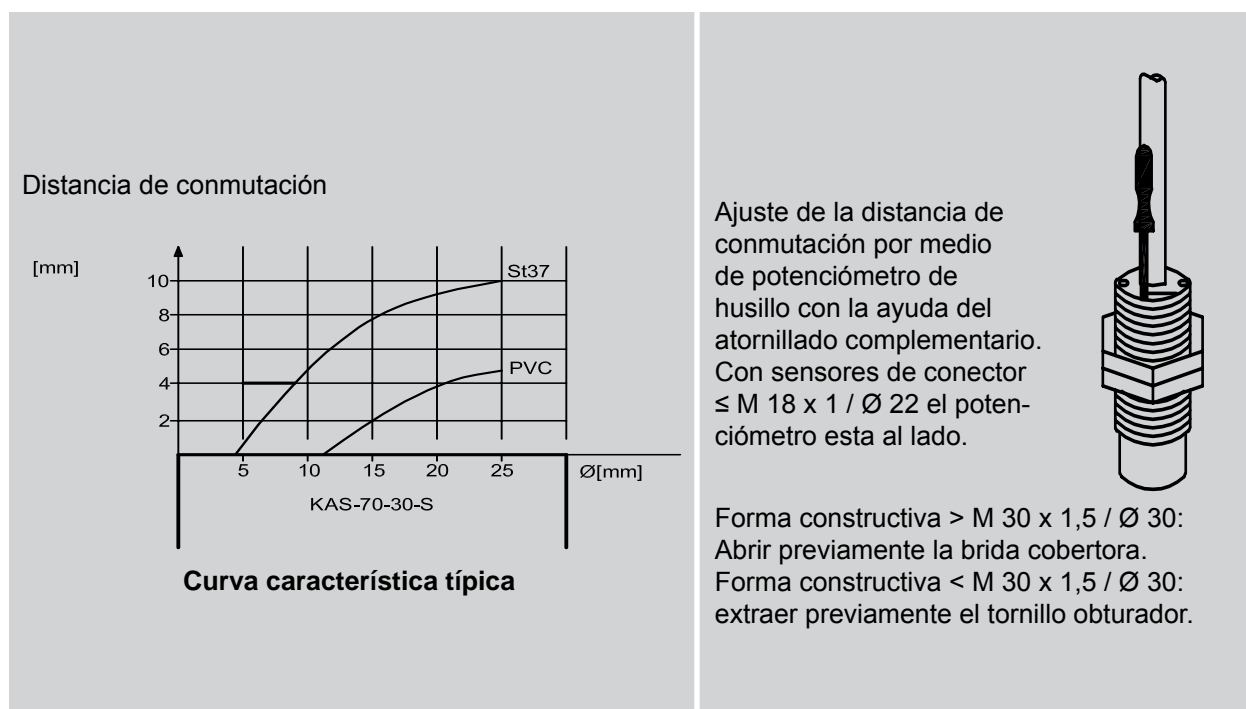 Distancia de conmutación
[mm]
10
8
6
4
2
St37
PVC
5 10 15 20 25 Ø[mm]
KAS-70-30-S
Curva característica típica
Ajuste de la distancia de
conmutación por medio
de potenciómetro de
husillo con la ayuda del
atornillado complementario.
Con sensores de conector
≤ M 18 x 1 / Ø 22 el poten-
ciómetro esta al lado.
Forma constructiva > M 30 x 1,5 / Ø 30:
Abrir previamente la brida cobertora.
Forma constructiva < M 30 x 1,5 / Ø 30:
extraer previamente el tornillo obturador.